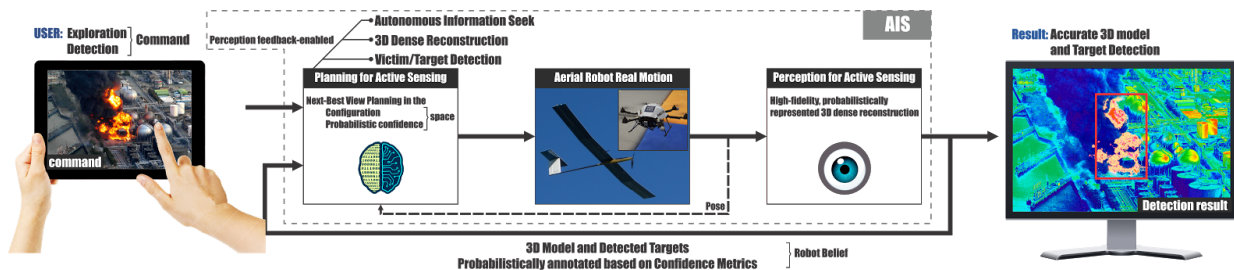 USER: Exploration
Detection
Command
command
Perception feedback-enabled
Autonomous Information Seek
3D Dense Reconstruction
Victim/Target Detection
AIS
Planning for Active Sensing
Next-Best View Planning in the
Configuration
Probabilistic confidence
space
Aerial Robot Real Motion
Perception for Active Sensing
High-fidelity, probabilistically
represented 3D dense reconstruction
Pose
3D Model and Detected Targets
Probabilistically annotated based on Confidence Metrics
Robot Belief
Result: Accurate 3D model
and Target Detection
Detection result